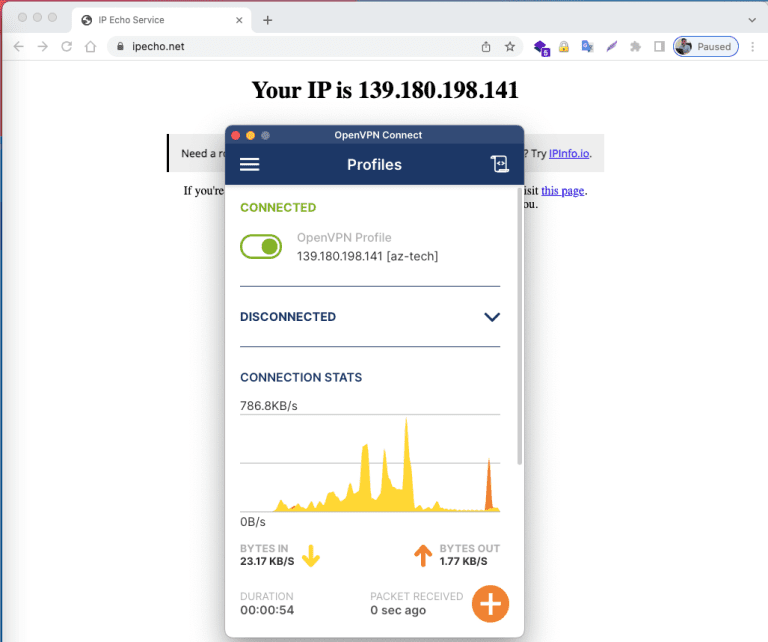 IP Echo Service
ipecho.net
5
Paused
Your IP is 139.180.198.141
Need a r
? Try IPInfo.io.
If you're
isit this page.
ou.
OpenVPN Connect
Profiles
CONNECTED
OpenVPN Profile
139.180.198.141 [az-tech]
DISCONNECTED
CONNECTION STATS
786.8KB/s
0B/s
BYTES IN
23.17 KB/S
BYTES OUT
1.77 KB/S
DURATION
00:00:54
PACKET RECEIVED
0 sec ago